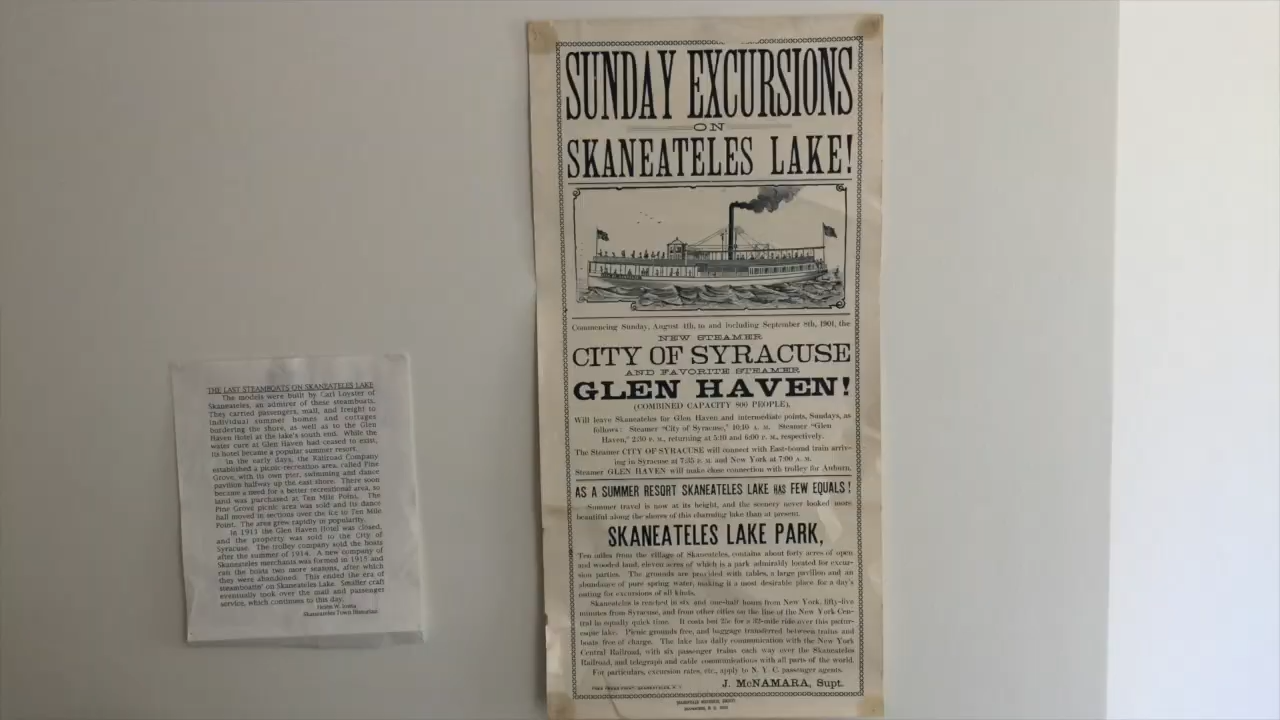 THE LAST STEAMBOATS ON SKANEATELES LAKE
The models were built by Carl Loyster of
Skaneateles, an admirer of these steamboats.
They carried passengers, mail, and freight to
individual summer homes and cottages
bordering the shore, as well as to the Glen
Haven Hotel at the lake's south end. While the
water cure at Glen Haven had ceased to exist,
its hotel became a popular summer resort.
In the early days, the Railroad Company
established a picnic-recreation area, called Pine
Grove, with its own pier, swimming and dance
pavilion halfway up the east shore. There soon
became a need for a better recreational area, so
land was purchased at Ten Mile Point. The
Pine Grove picnic area was sold and its dance
hall moved in sections over the ice to Ten Mile
Point. The area grew rapidly in popularity.
In 1911 the Glen Haven Hotel was closed,
and the property was sold to the City of
Syracuse. The trolley company sold the boats
after the summer of 1914. A new company of
Skaneateles merchants was formed in 1915 and
ran the boats two more seasons, after which
they were abandoned. This ended the era of
steamboats' on Skaneateles Lake. Smaller craft
eventually took over the mail and passenger
service, which continues to this day.
Helen W.
Skaneateles Town Historian
SUNDAY EXCURSIONS
ON
SKANEATELES LAKE!
Commencing Sunday, August 4th, to and including September 8th, 1901, the
NEW STEAMER
CITY OF SYRACUSE
AND FAVORITE STEAMER
GLEN HAVEN!
(COMBINED CAPACITY 800 PEOPLE),
Will leave Skaneateles for Glen Haven and intermediate points, Sundays, as
follows: Steamer "City of Syracuse," 10:40 A. M. Steamer "Glen
Haven," 2:30 P. M., returning at 5:10 and 6:00 P. M., respectively.
The Steamer CITY OF SYRACUSE will connect with East-bound train arriv-
ing in Syracuse at 7:35 P. M. and New York at 7:00 A. M.
Steamer GLEN HAVEN will make close connection with trolley for Auburn.
AS A SUMMER RESORT SKANEATELES LAKE HAS FEW EQUALS!
Summer travel is now at its height, and the scenery never looked more
beautiful along the shores of this charming lake than at present.
SKANEATELES LAKE PARK,
Ten miles from the village of Skaneateles, contains about forty acres of open
and wooded land, eleven acres of which is a park admirably located for excur-
sion parties. The grounds are provided with tables, a large pavilion and an
abundance of pure spring water, making it a most desirable place for a day's
outing for excursions of all kinds.
Skaneateles is reached in six and one-half hours from New York, fifty-five
minutes from Syracuse, and from other cities on the line of the New York Cen-
tral in equally quick time. It costs but 25c for a 32-mile ride over this pictur-
esque lake. Picnic grounds free, and baggage transferred between trains and
boats free of charge. The lake has daily communication with the New York
Central Railroad, with six passenger trains each way over the Skaneateles
Railroad, and telegraph and cable communications with all parts of the world.
For particulars, excursion rates, etc., apply to N. Y. C. passenger agents.
J. McNAMARA, Supt.
FREE PRESS PRINT, SKANEATELES, N. Y.
SKANEATELES HISTORICAL SOCIETY,